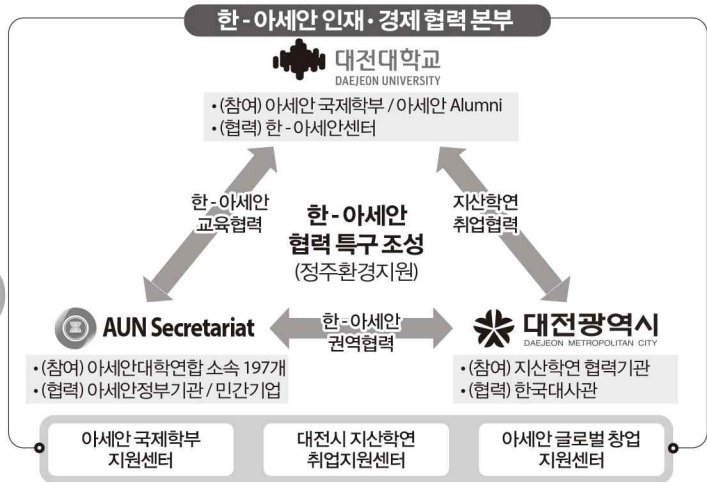 한-아세안 인재·경제 협력 본부
대전대학교
DAEJEON UNIVERSITY
•(참여) 아세안 국제학부 / 아세안 Alumni
•(협력) 한-아세안센터
한-아세안
교육협력
한-아세안
협력 특구 조성
(정주환경지원)
지산학연
취업협력
AUN Secretariat
한-아세안
권역협력
대전광역시
DAEJEON METROPOLITAN CITY
•(참여) 아세안대학연합 소속 197개
•(협력) 아세안정부기관 / 민간기업
•(참여) 지산학연 협력기관
•(협력) 한국대사관
아세안 국제학부
지원센터
대전시 지산학연
취업지원센터
아세안 글로벌 창업
지원센터